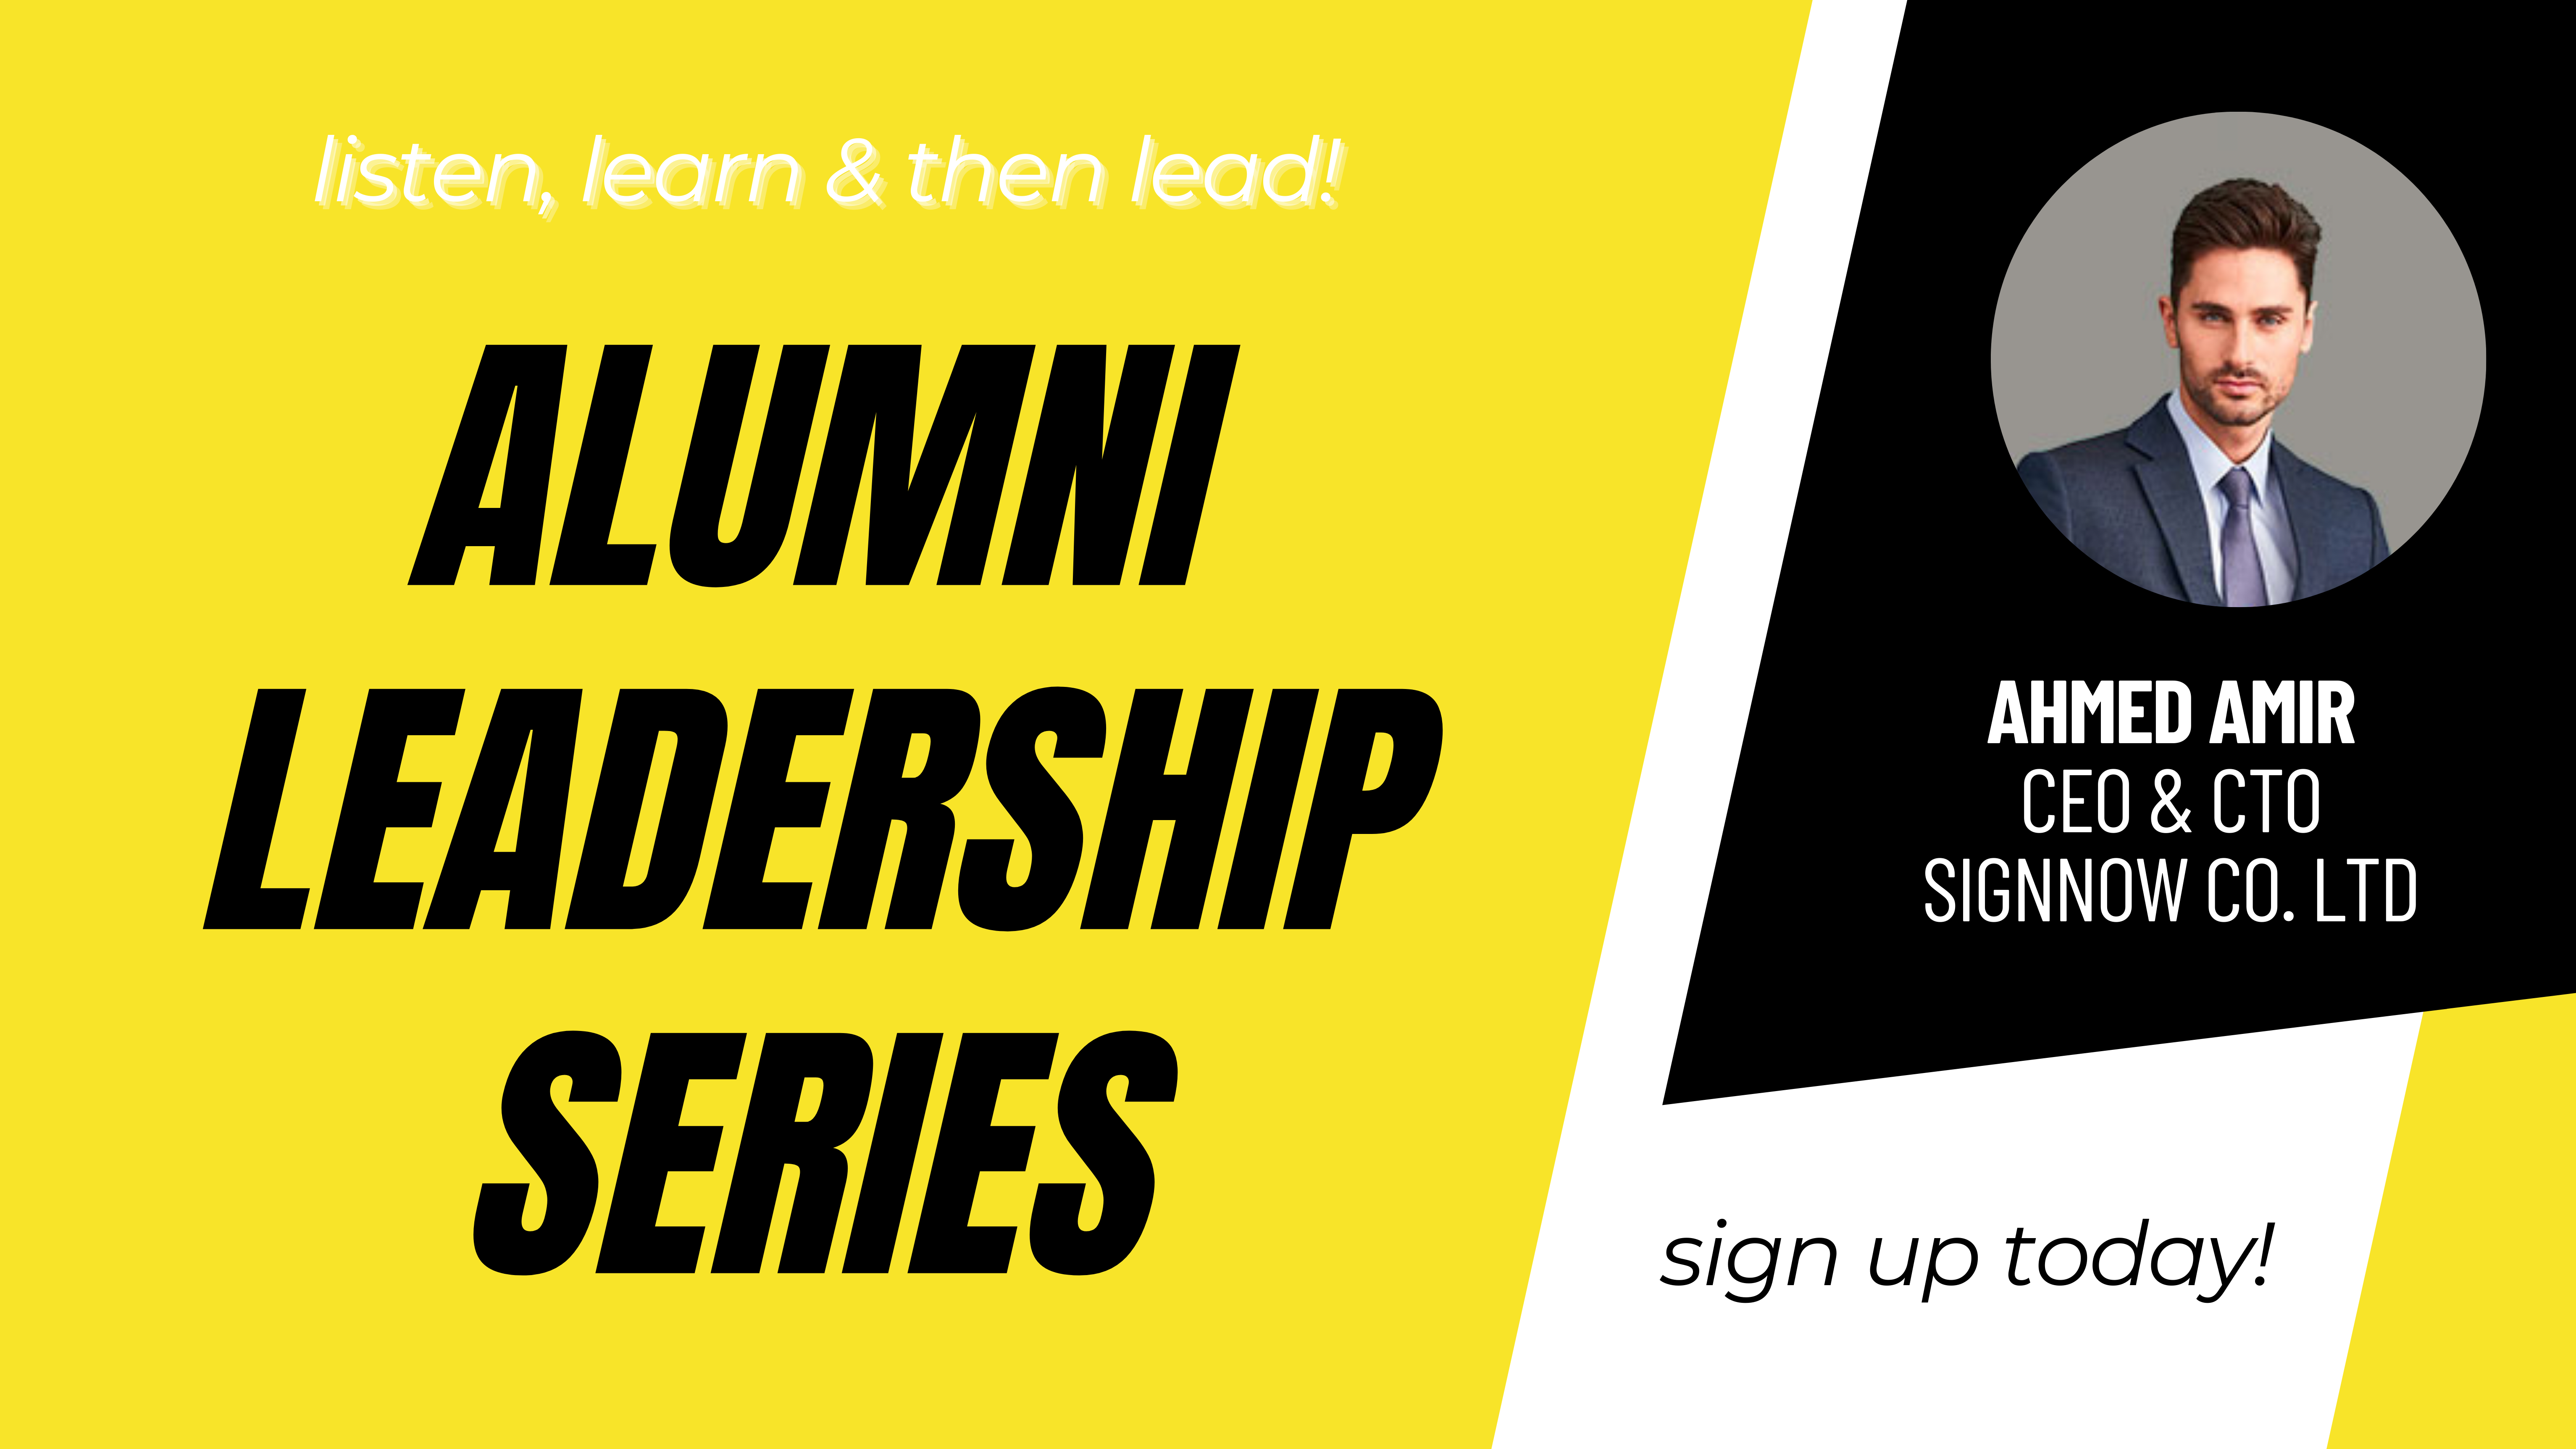 listen, learn & then lead!
ALUMNI
LEADERSHIP
SERIES
AHMED AMIR
CEO & CTO
SIGNNOW CO. LTD
sign up today!